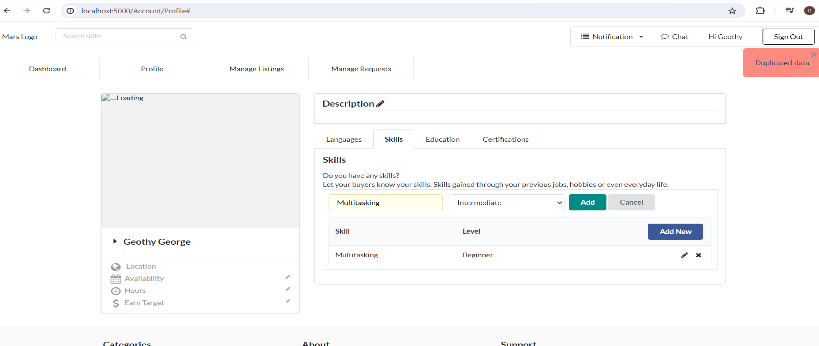 localhost:5000/Account/Profile#
G
Mars Logo
Search skills
Notification
Chat
Hi Geothy
Sign Out
Duplicated data
Dashboard
Profile
Manage Listings
Manage Requests
....Loading
Description
Languages
Skills
Education
Certifications
Skills
Do you have any skills?
Let your buyers know your skills. Skills gained through your previous jobs, hobbies or even everyday life.
Multitasking
Intermediate
Add
Cancel
Skill
Level
Add New
Multitasking
Beginner
Geothy George
Location
Availability
Hours
Earn Target
Categories
About
Support